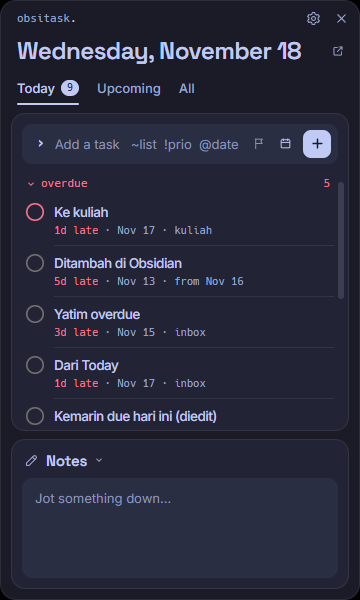 obsitask.
Wednesday, November 18
Today 9 Upcoming All
Add a task ~list !prio @date
overdue 5
Ke kuliah
1d late · Nov 17 · kuliah
Ditambah di Obsidian
5d late · Nov 13 · from Nov 16
Yatim overdue
3d late · Nov 15 · inbox
Dari Today
1d late · Nov 17 · inbox
Kemarin due hari ini (diedit)
Notes
Jot something down...